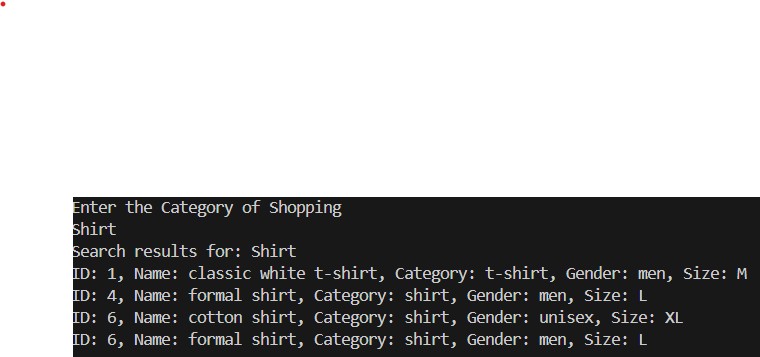 Enter the Category of Shopping
Shirt
Search results for: Shirt
ID: 1, Name: classic white t-shirt, Category: t-shirt, Gender: men, Size: M
ID: 4, Name: formal shirt, Category: shirt, Gender: men, Size: L
ID: 6, Name: cotton shirt, Category: shirt, Gender: unisex, Size: XL
ID: 6, Name: formal shirt, Category: shirt, Gender: men, Size: L